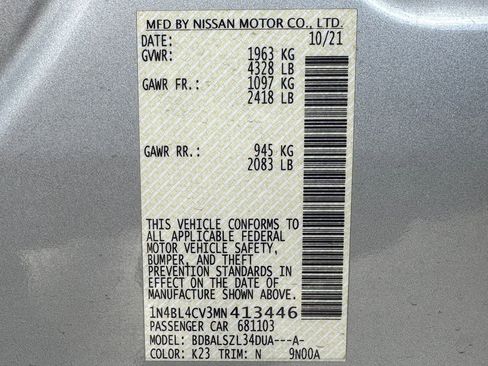 MFD BY NISSAN MOTOR CO., LTD.
DATE: 10/21
GVWR: 1963 KG
4328 LB
GAWR FR.: 1097 KG
2418 LB
GAWR RR.: 945 KG
2083 LB
THIS VEHICLE CONFORMS TO
ALL APPLICABLE FEDERAL
MOTOR VEHICLE SAFETY,
BUMPER, AND THEFT
PREVENTION STANDARDS IN
EFFECT ON THE DATE OF
MANUFACTURE SHOWN ABOVE.
1N4BL4CV3MN413446
PASSENGER CAR 681103
MODEL: BDBALSZL34DUA---A-
COLOR: K23 TRIM: N 9N00A